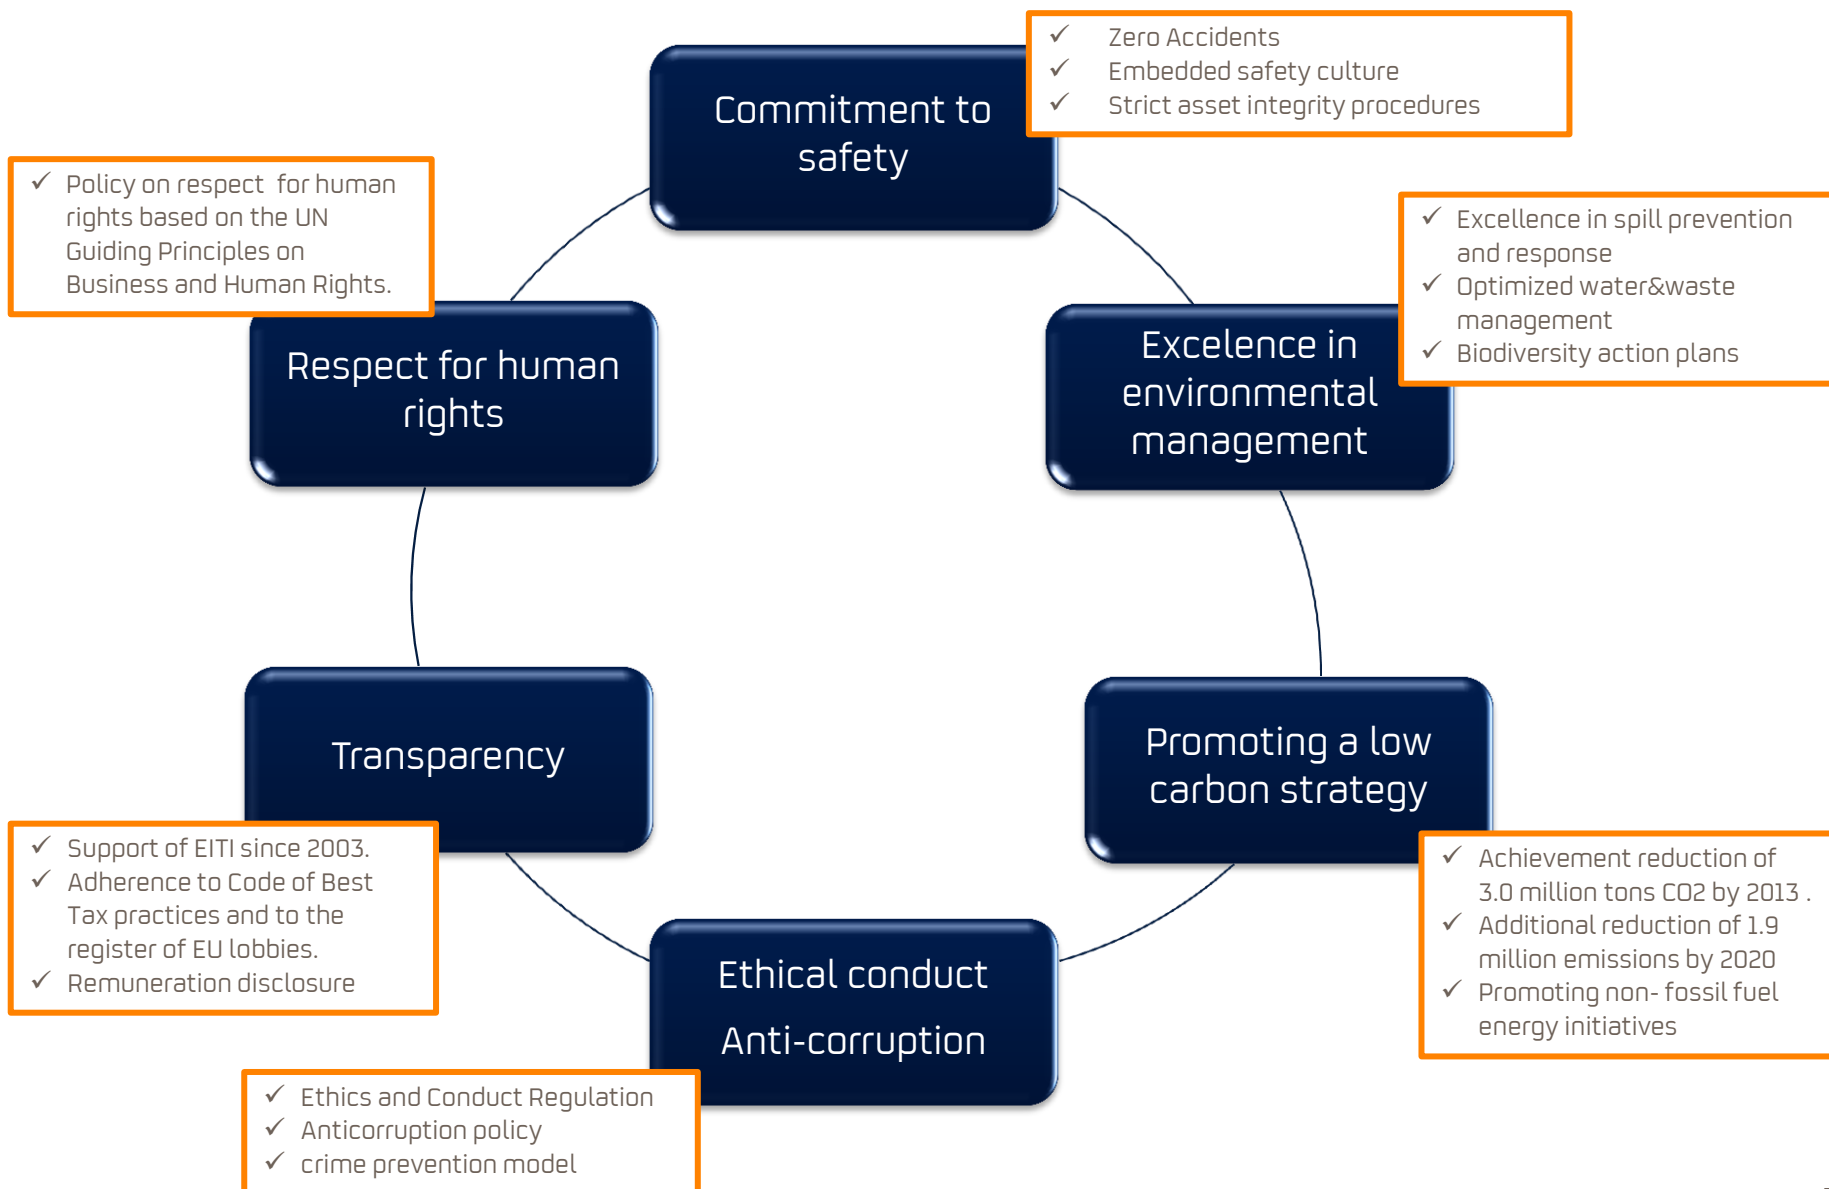 Commitment to
safety
✓ Zero Accidents
✓ Embedded safety culture
✓ Strict asset integrity procedures
Excelence in
environmental
management
✓ Excellence in spill prevention
and response
✓ Optimized water&waste
management
✓ Biodiversity action plans
Promoting a low
carbon strategy
✓ Achievement reduction of
3.0 million tons CO2 by 2013 .
✓ Additional reduction of 1.9
million emissions by 2020
✓ Promoting non- fossil fuel
energy initiatives
Ethical conduct
Anti-corruption
✓ Ethics and Conduct Regulation
✓ Anticorruption policy
✓ crime prevention model
Transparency
✓ Support of EITI since 2003.
✓ Adherence to Code of Best
Tax practices and to the
register of EU lobbies.
✓ Remuneration disclosure
Respect for human
rights
✓ Policy on respect for human
rights based on the UN
Guiding Principles on
Business and Human Rights.